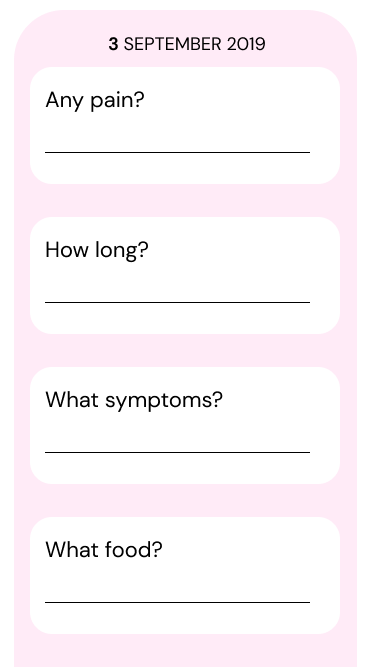 3 SEPTEMBER 2019
Any pain?
How long?
What symptoms?
What food?